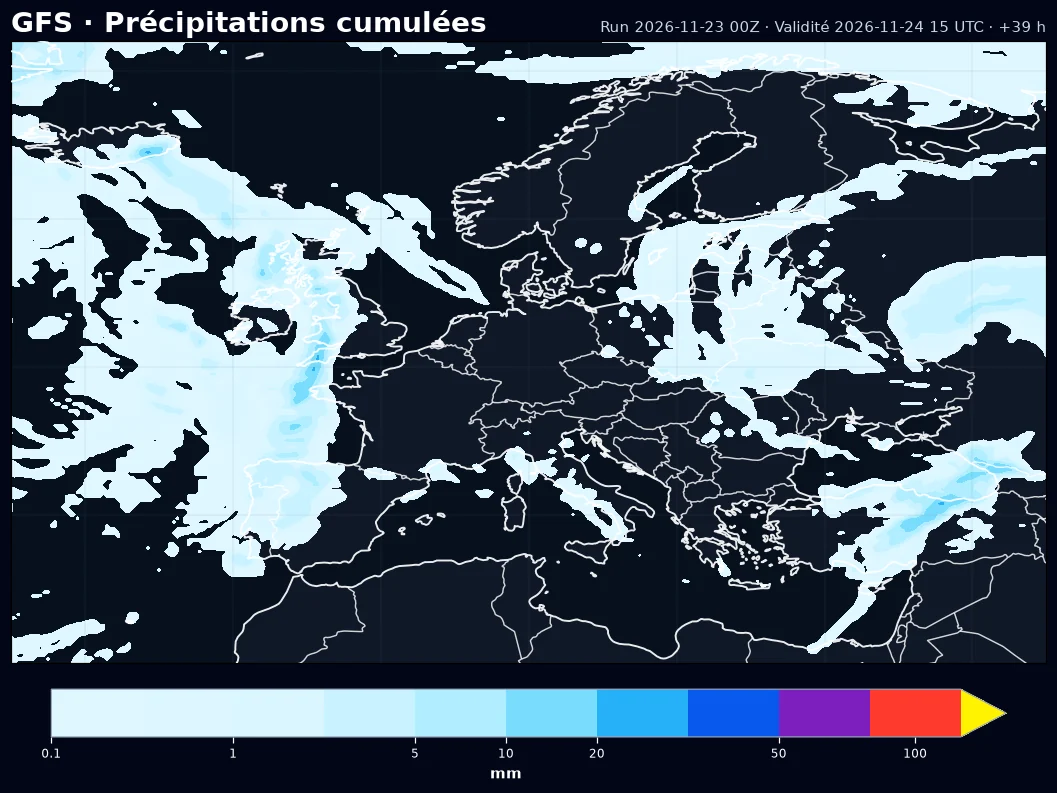 GFS · Précipitations cumulées
Run 2026-11-23 00Z · Validité 2026-11-24 15 UTC · +39 h
0.1 1 5 10 20 50 100
mm